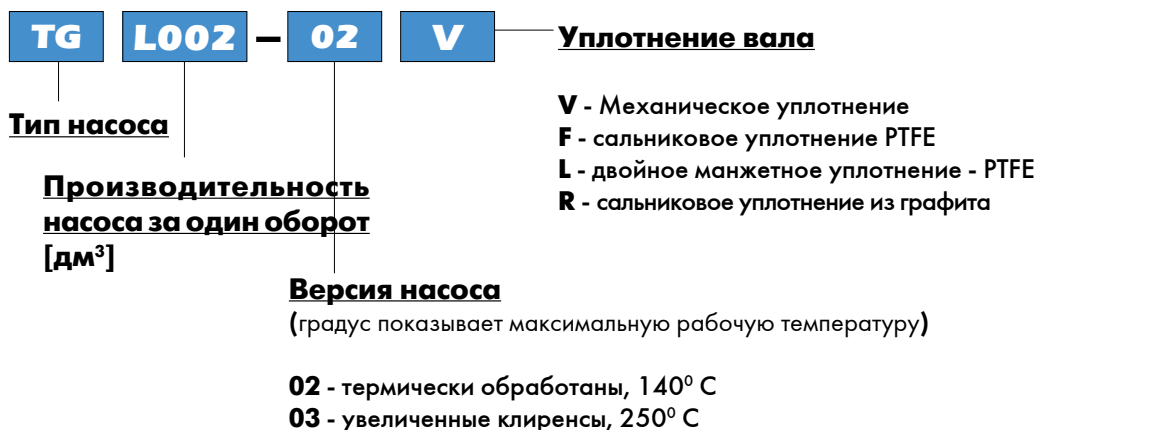 TG L002 – 02 V
Уплотнение вала
V - Механическое уплотнение
F - сальниковое уплотнение PTFE
L - двойное манжетное уплотнение - PTFE
R - сальниковое уплотнение из графита
Тип насоса
Производительность
насоса за один оборот
[дм³]
Версия насоса
(градус показывает максимальную рабочую температуру)
02 - термически обработаны, 140⁰ C
03 - увеличенные клиренсы, 250⁰ C